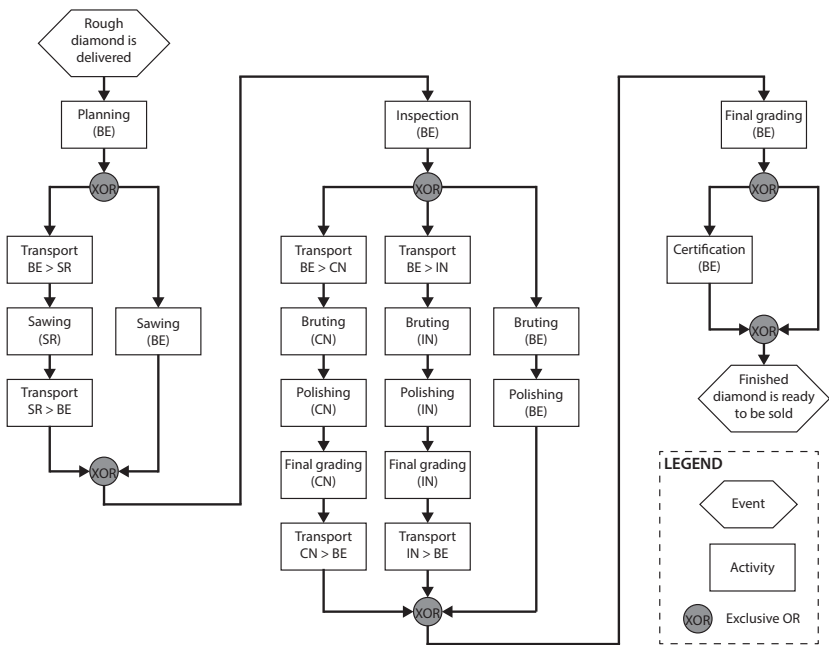 Rough
diamond is
delivered
Planning
(BE)
XOR
Transport
BE > SR
Sawing
(SR)
Transport
SR > BE
Sawing
(BE)
XOR
Inspection
(BE)
XOR
Transport
BE > CN
Bruting
(CN)
Polishing
(CN)
Final grading
(CN)
Transport
CN > BE
Transport
BE > IN
Bruting
(IN)
Polishing
(IN)
Final grading
(IN)
Transport
IN > BE
Bruting
(BE)
Polishing
(BE)
XOR
Final grading
(BE)
XOR
Certification
(BE)
XOR
Finished
diamond is ready
to be sold
LEGEND
Event
Activity
XOR Exclusive OR